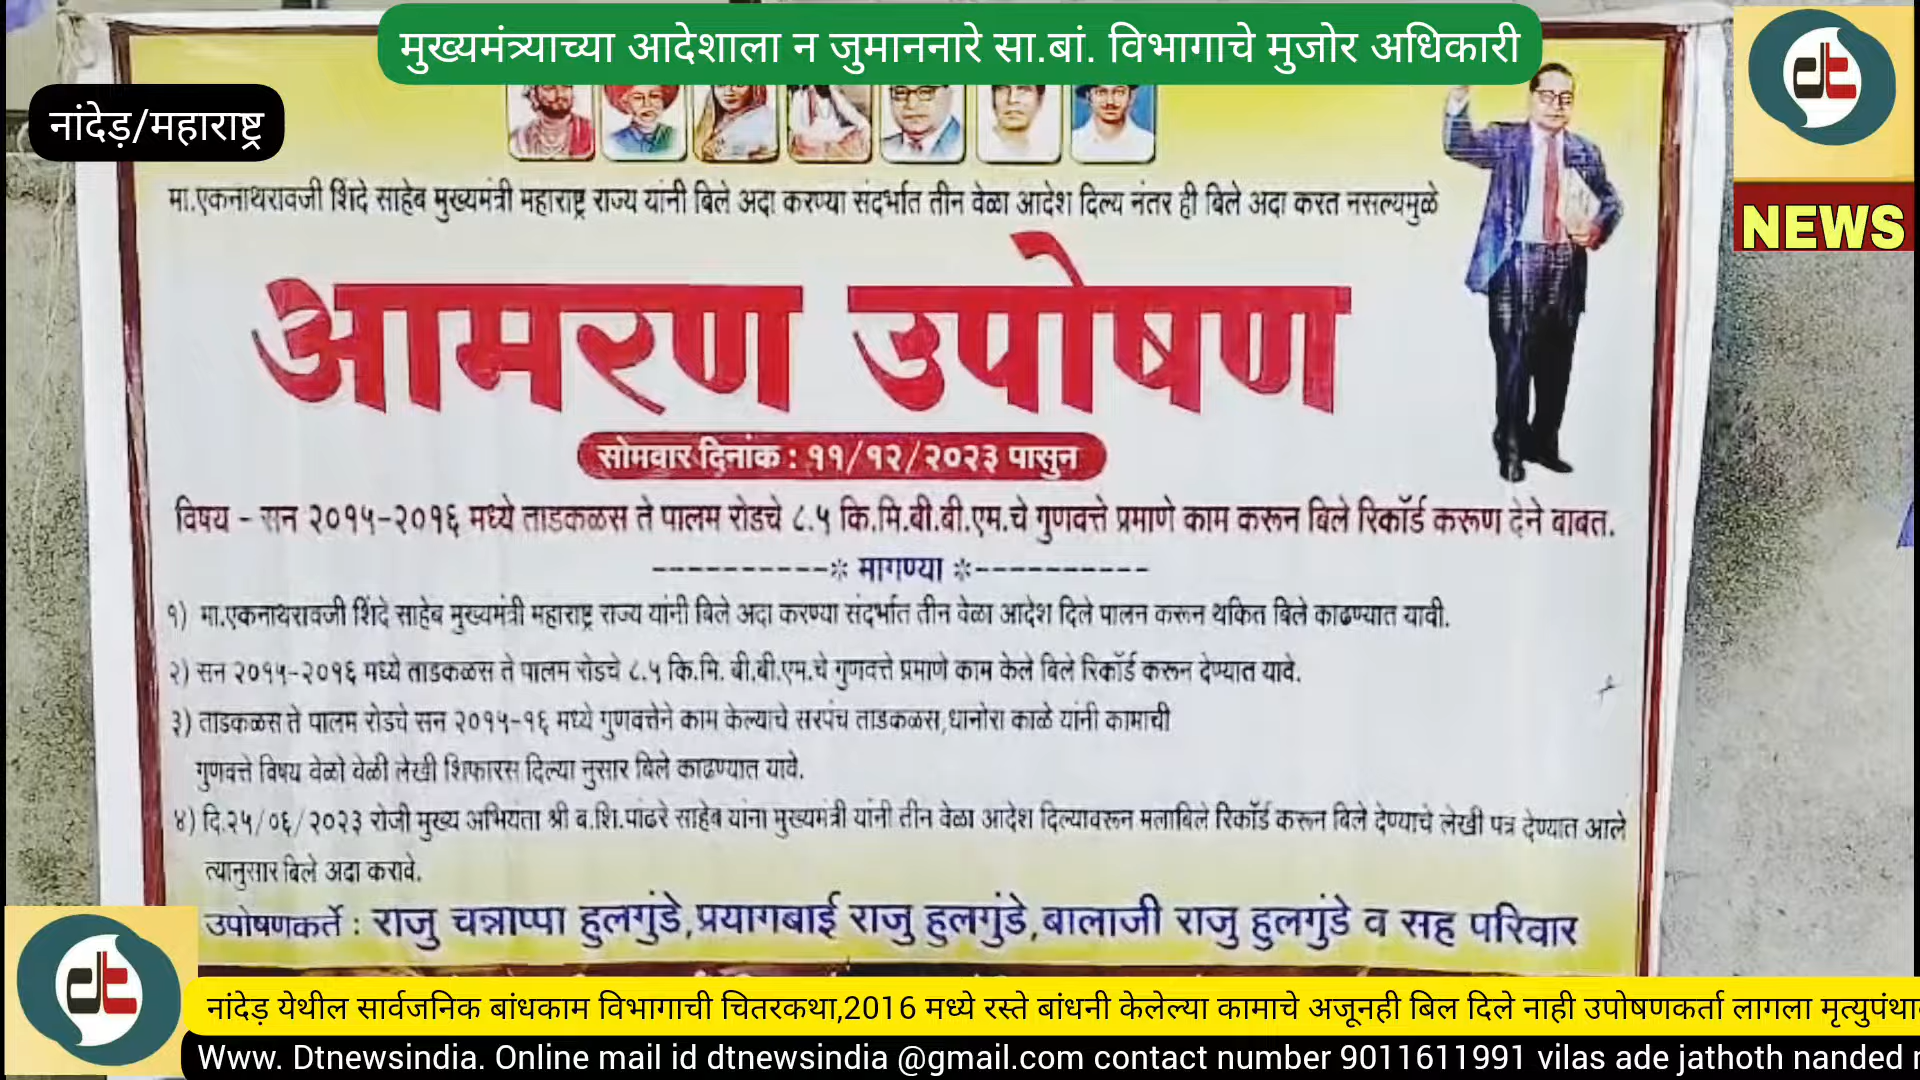 मुख्यमंत्र्याच्या आदेशाला न जुमाननारे सा.बां. विभागाचे मुजोर अधिकारी
नांदेड़/महाराष्ट्र
dt
NEWS
मा.एकनाथरावजी शिंदे साहेब मुख्यमंत्री महाराष्ट्र राज्य यांनी बिले अदा करण्या संदर्भात तीन वेळा आदेश दिल्य नंतर ही बिले अदा करत नसल्यमुळे
आमरण उपोषण
सोमवार दिनांक : ११/१२/२०२३ पासुन
विषय - सन २०१५-२०१६ मध्ये ताडकळस ते पालम रोडचे ८.५ कि.मि.बी.बी.एम.चे गुणवत्ते प्रमाणे काम करून बिले रिकॉर्ड करूण देने बाबत.
----------* मागण्या *----------
१) मा.एकनाथरावजी शिंदे साहेब मुख्यमंत्री महाराष्ट्र राज्य यांनी बिले अदा करण्या संदर्भात तीन वेळा आदेश दिले पालन करून थकित बिले काढण्यात यावी.
२) सन २०१५-२०१६ मध्ये ताडकळस ते पालम रोडचे ८.५ कि.मि. बी.बी.एम.चे गुणवत्ते प्रमाणे काम केले बिले रिकॉर्ड करून देण्यात यावे.
३) ताडकळस ते पालम रोडचे सन २०१५-१६ मध्ये गुणवत्तेने काम केल्याचे सरपंच ताडकळस,धानोरा काळे यांनी कामाची
गुणवत्ते विषय वेळो वेळी लेखी शिफारस दिल्या नुसार बिले काढण्यात यावे.
४) दि.२५/०६/२०२३ रोजी मुख्य अभियंता श्री ब.शि.पांढरे साहेब यांना मुख्यमंत्री यांनी तीन वेळा आदेश दिल्यावरून मलाबिले रिकॉर्ड करून बिले देण्याचे लेखी पत्र देण्यात आले
त्यानुसार बिले अदा करावे.
उपोषणकर्ते : राजु चन्नाप्पा हुलगुंडे,प्रयागबाई राजु हुलगुंडे,बालाजी राजु हुलगुंडे व सह परिवार
dt
नांदेड़ येथील सार्वजनिक बांधकाम विभागाची चितरकथा,2016 मध्ये रस्ते बांधनी केलेल्या कामाचे अजूनही बिल दिले नाही उपोषणकर्ता लागला मृत्युपंथा
Www. Dtnewsindia. Online mail id dtnewsindia @gmail.com contact number 9011611991 vilas ade jathoth nanded